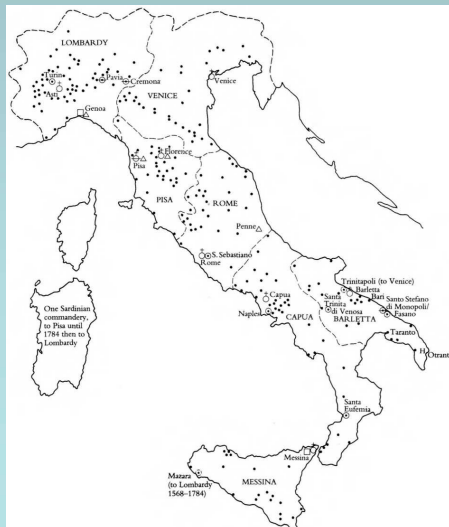 LOMBARDY
Turin
Asti
Pavia
Cremona
Venice
VENICE
Genoa
Florence
Pisa
PISA
ROME
Penne
S. Sebastiano
Rome
One Sardinian
commandery,
to Pisa until
1784 then to
Lombardy
Capua
Naples
CAPUA
Trinitapoli (to Venice)
Barletta
Bari
Santo Stefano
di Monopoli/
Fasano
Santa
Trinita
di Venosa
BARLETTA
Taranto
H. Otranto
Santa
Eufemia
Messina
Mazara
(to Lombardy
1568–1784)
MESSINA